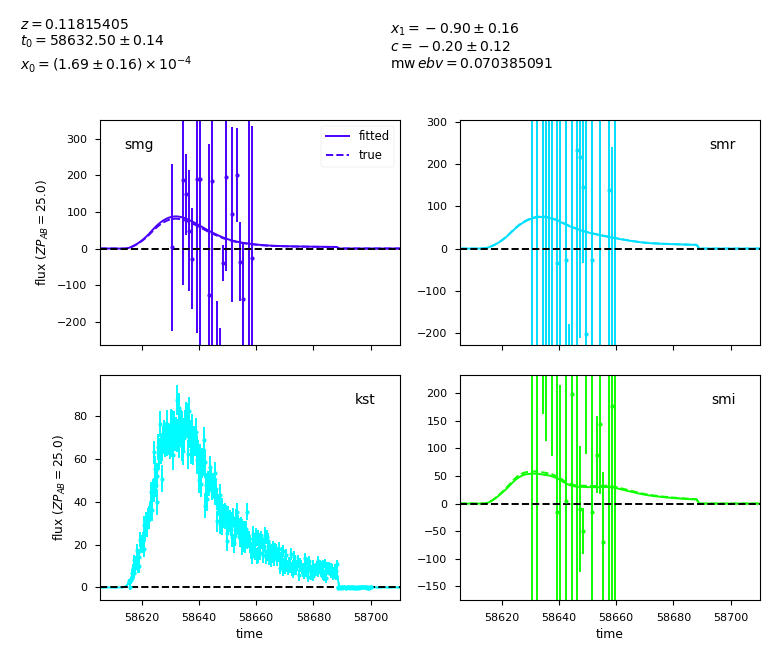 z = 0.11815405
t₀ = 58632.50 ± 0.14
x₀ = (1.69 ± 0.16) × 10⁻⁴
x₁ = −0.90 ± 0.16
c = −0.20 ± 0.12
mw ebv = 0.070385091
smg
fitted
true
300
200
100
0
−100
−200
flux (ZP_AB = 25.0)
smr
300
200
100
0
−100
−200
kst
80
60
40
20
0
flux (ZP_AB = 25.0)
58620 58640 58660 58680 58700
time
smi
200
150
100
50
0
−50
−100
−150
58620 58640 58660 58680 58700
time